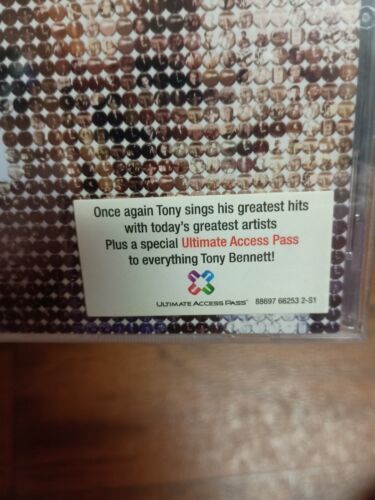 Once again Tony sings his greatest hits
with today's greatest artists
Plus a special Ultimate Access Pass
to everything Tony Bennett!
ULTIMATE ACCESS PASS® 88697 66253 2-S1